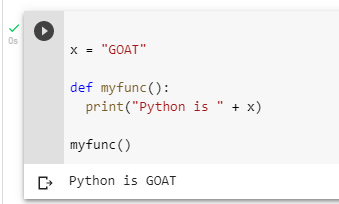 0s
x = "GOAT"
def myfunc():
  print("Python is " + x)
myfunc()
Python is GOAT